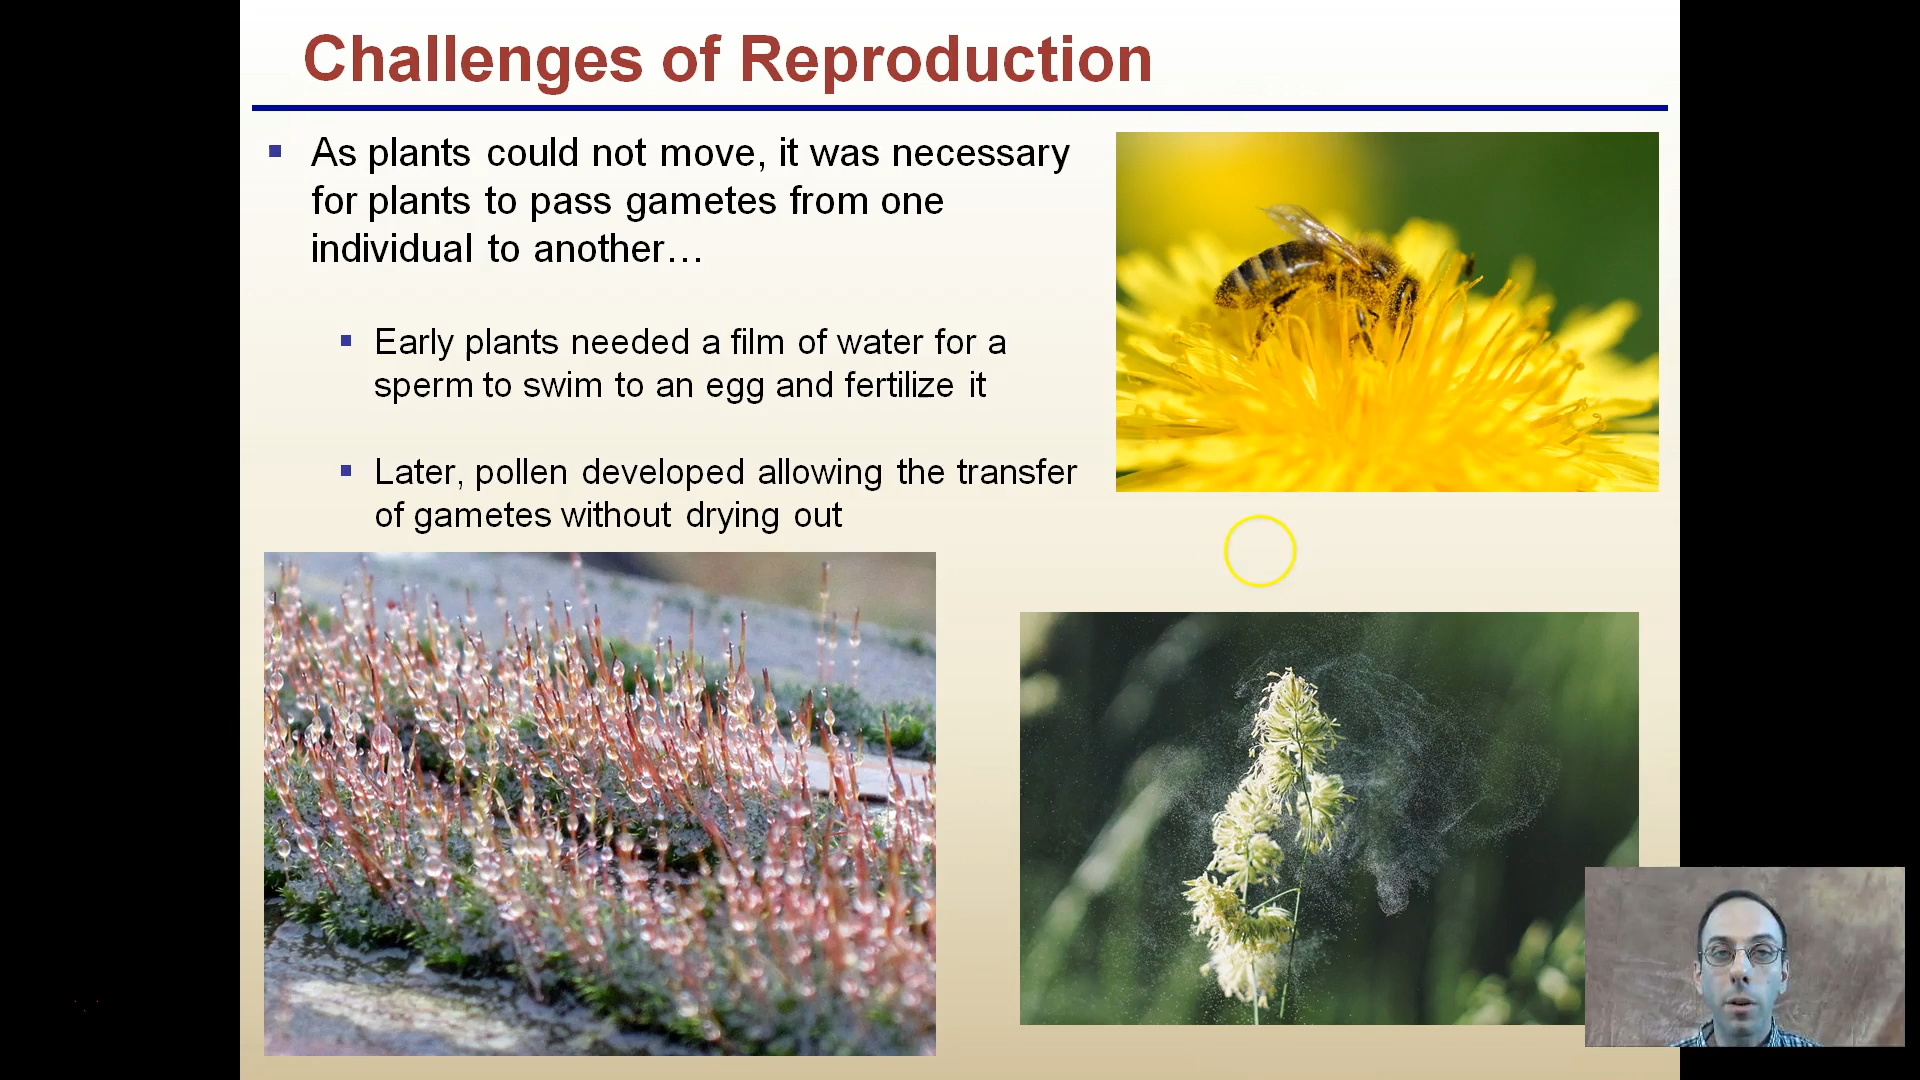 Challenges of Reproduction
▪ As plants could not move, it was necessary
for plants to pass gametes from one
individual to another…
▪ Early plants needed a film of water for a
sperm to swim to an egg and fertilize it
▪ Later, pollen developed allowing the transfer
of gametes without drying out